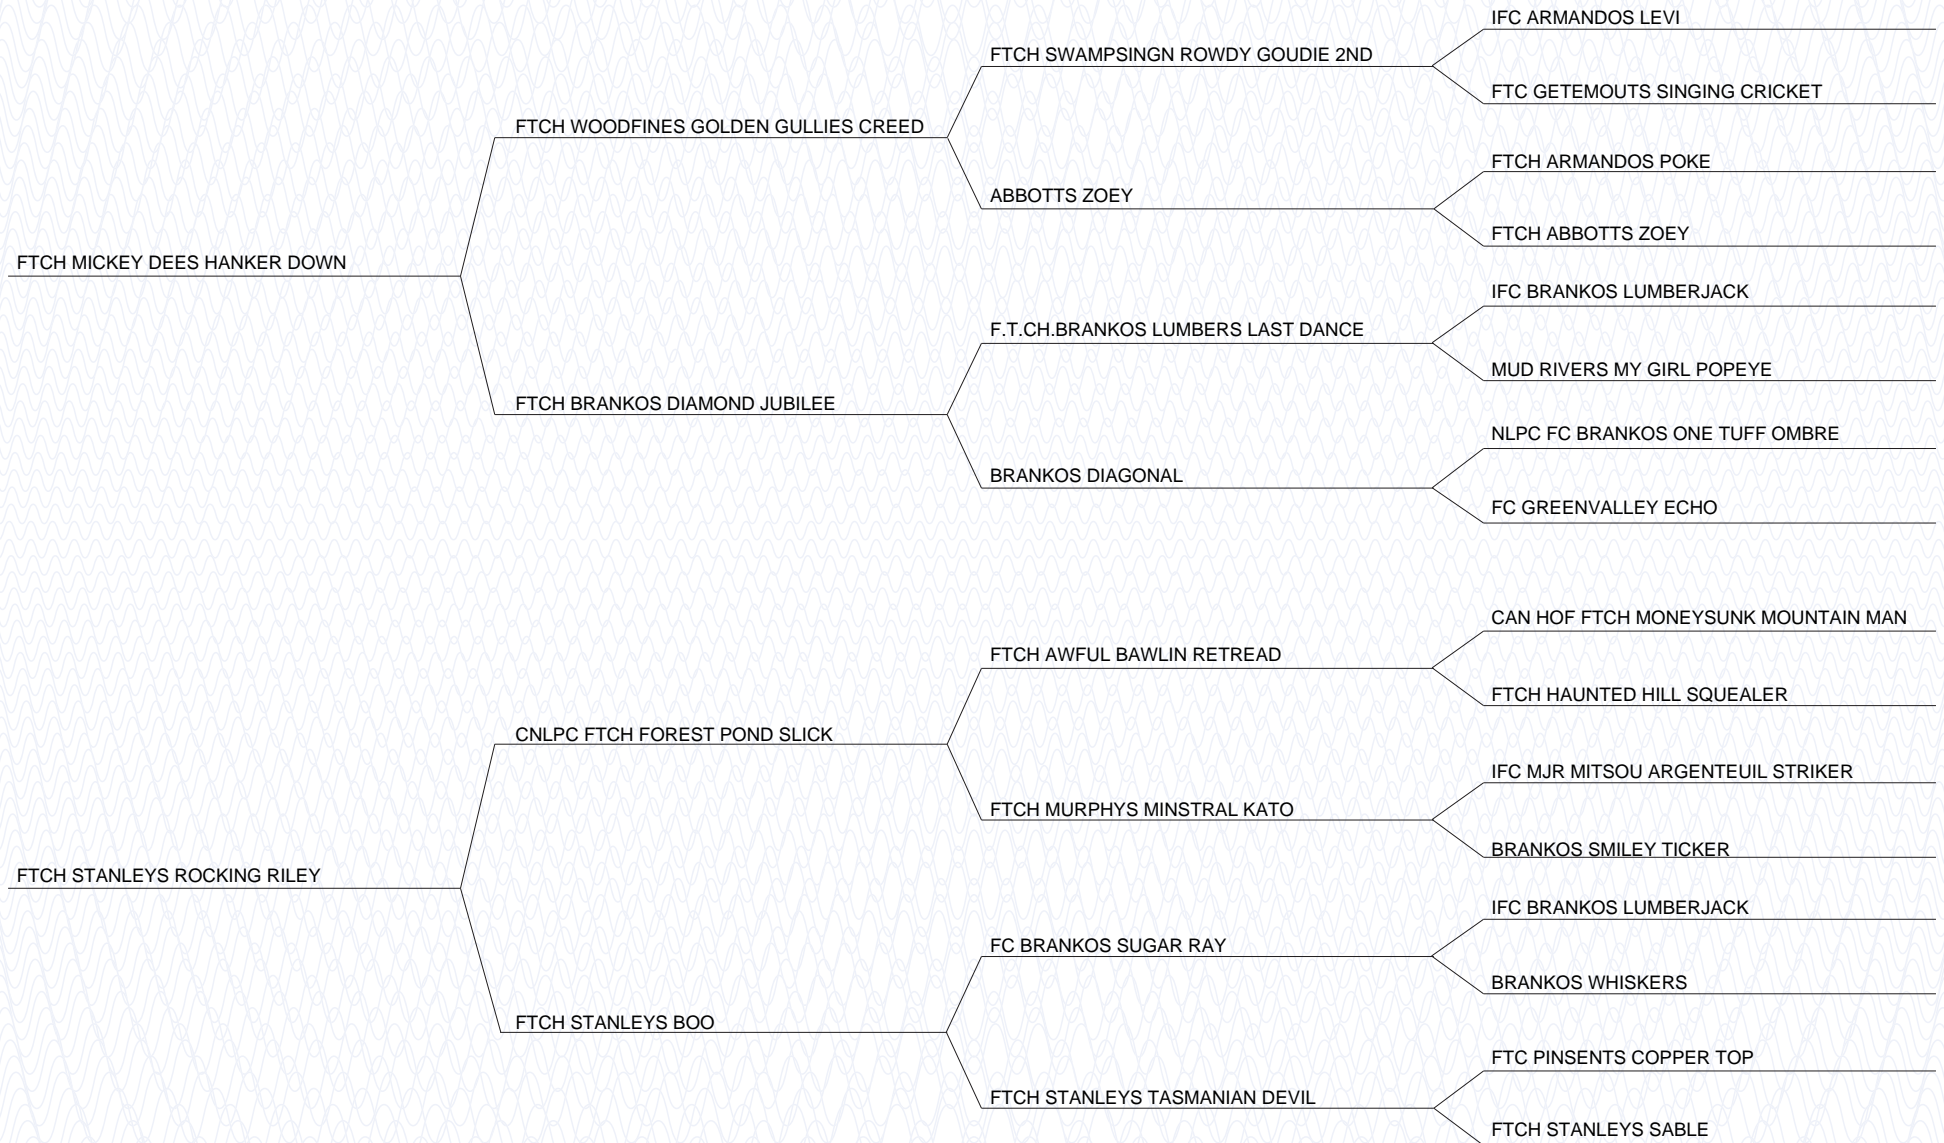 IFC ARMANDOS LEVI
FTCH SWAMPSINGN ROWDY GOUDIE 2ND
FTC GETEMOUTS SINGING CRICKET
FTCH WOODFINES GOLDEN GULLIES CREED
FTCH ARMANDOS POKE
ABBOTTS ZOEY
FTCH ABBOTTS ZOEY
FTCH MICKEY DEES HANKER DOWN
IFC BRANKOS LUMBERJACK
F.T.CH.BRANKOS LUMBERS LAST DANCE
MUD RIVERS MY GIRL POPEYE
FTCH BRANKOS DIAMOND JUBILEE
NLPC FC BRANKOS ONE TUFF OMBRE
BRANKOS DIAGONAL
FC GREENVALLEY ECHO
CAN HOF FTCH MONEYSUNK MOUNTAIN MAN
FTCH AWFUL BAWLIN RETREAD
FTCH HAUNTED HILL SQUEALER
CNLPC FTCH FOREST POND SLICK
IFC MJR MITSOU ARGENTEUIL STRIKER
FTCH MURPHYS MINSTRAL KATO
BRANKOS SMILEY TICKER
FTCH STANLEYS ROCKING RILEY
IFC BRANKOS LUMBERJACK
FC BRANKOS SUGAR RAY
BRANKOS WHISKERS
FTCH STANLEYS BOO
FTC PINSENTS COPPER TOP
FTCH STANLEYS TASMANIAN DEVIL
FTCH STANLEYS SABLE